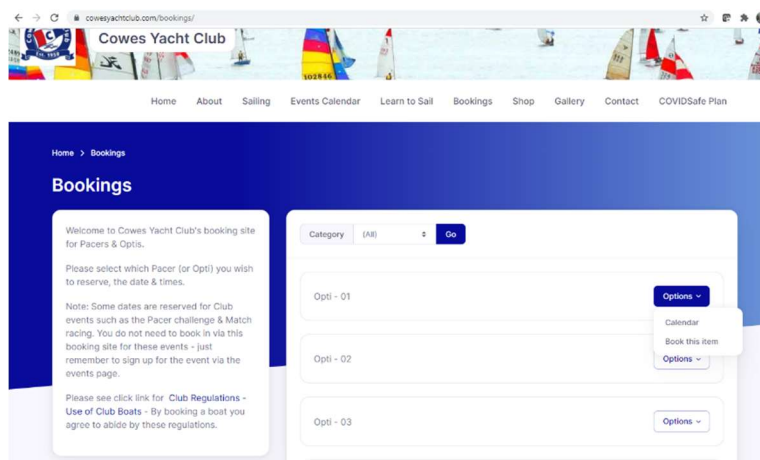 cowesyachtclub.com/bookings/
Cowes Yacht Club
EST. 1958
102846
Home About Sailing Events Calendar Learn to Sail Bookings Shop Gallery Contact COVIDSafe Plan
Home > Bookings
Bookings
Welcome to Cowes Yacht Club's booking site
for Pacers & Optis.
Please select which Pacer (or Opti) you wish
to reserve, the date & times.
Note: Some dates are reserved for Club
events such as the Pacer challenge & Match
racing. You do not need to book in via this
booking site for these events - just
remember to sign up for the event via the
events page.
Please see click link for Club Regulations -
Use of Club Boats - By booking a boat you
agree to abide by these regulations.
Category (All) Go
Opti - 01 Options
Calendar
Book this item
Opti - 02 Options
Opti - 03 Options